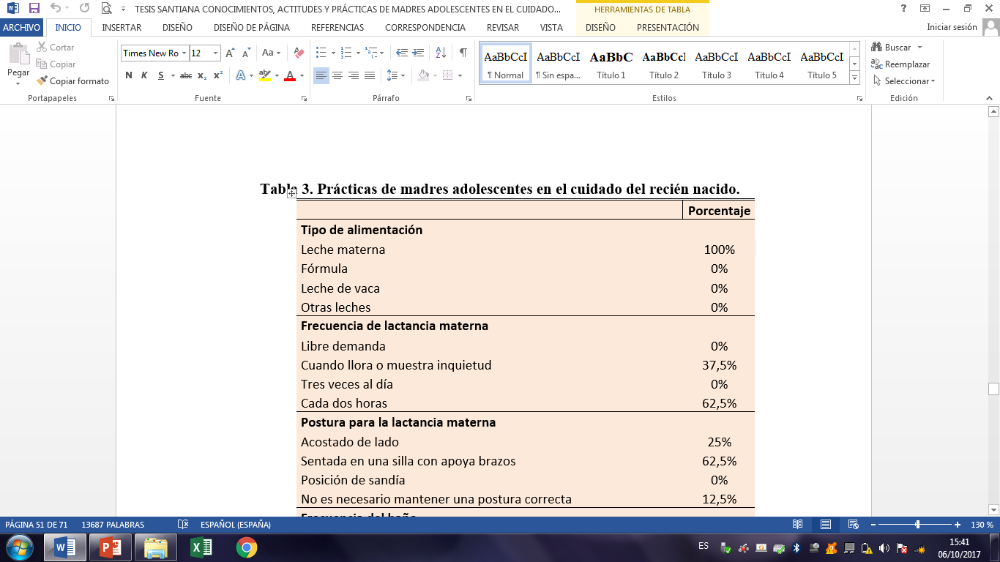 TESIS SANTIANA CONOCIMIENTOS, ACTITUDES Y PRÁCTICAS DE MADRES ADOLESCENTES EN EL CUIDADO...
HERRAMIENTAS DE TABLA
ARCHIVO INICIO INSERTAR DISEÑO DISEÑO DE PÁGINA REFERENCIAS CORRESPONDENCIA REVISAR VISTA DISEÑO PRESENTACIÓN Iniciar sesión
Pegar
Cortar
Copiar
Copiar formato
Portapapeles
Times New Ro 12
Fuente
Párrafo
AaBbCcI AaBbCcI AaBbC AaBbCcI AaBbCcI AaBbCcI AaBbCcI
¶ Normal ¶ Sin espa... Título 1 Título 2 Título 3 Título 4 Título 5
Estilos
Buscar
Reemplazar
Seleccionar
Edición
Tabla 3. Prácticas de madres adolescentes en el cuidado del recién nacido.
Porcentaje
Tipo de alimentación
Leche materna 100%
Fórmula 0%
Leche de vaca 0%
Otras leches 0%
Frecuencia de lactancia materna
Libre demanda 0%
Cuando llora o muestra inquietud 37,5%
Tres veces al día 0%
Cada dos horas 62,5%
Postura para la lactancia materna
Acostado de lado 25%
Sentada en una silla con apoya brazos 62,5%
Posición de sandía 0%
No es necesario mantener una postura correcta 12,5%
Frecuencia del baño
PÁGINA 51 DE 71 13687 PALABRAS ESPAÑOL (ESPAÑA) 130 %
ES
15:41
06/10/2017